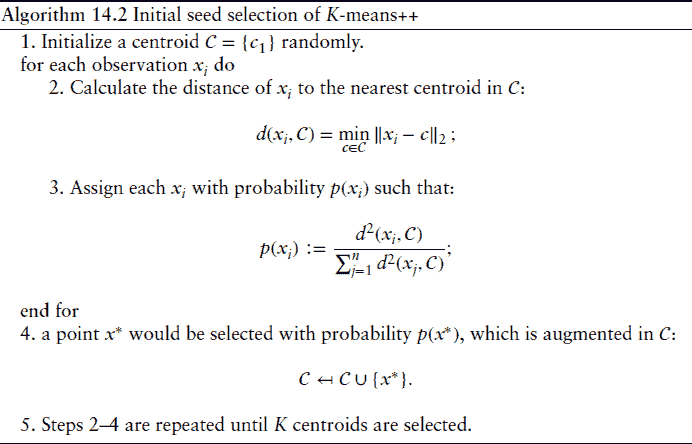 Algorithm 14.2 Initial seed selection of K-means++
1. Initialize a centroid C = {c₁} randomly.
for each observation xᵢ do
2. Calculate the distance of xᵢ to the nearest centroid in C:
d(xᵢ, C) = min_{c∈C} ‖xᵢ − c‖₂ ;
3. Assign each xᵢ with probability p(xᵢ) such that:
p(xᵢ) := d²(xᵢ, C) / ∑ⁿⱼ₌₁ d²(xⱼ, C) ;
end for
4. a point x* would be selected with probability p(x*), which is augmented in C:
C ↤ C ∪ {x*}.
5. Steps 2–4 are repeated until K centroids are selected.